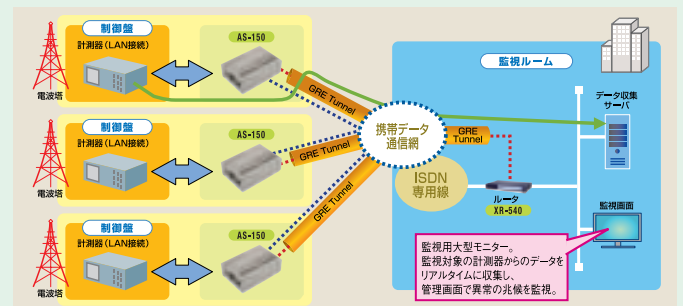 制御盤
計測器(LAN接続)
電波塔
AS-150
GRE Tunnel
制御盤
計測器(LAN接続)
電波塔
AS-150
GRE Tunnel
制御盤
計測器(LAN接続)
電波塔
AS-150
GRE Tunnel
携帯データ
通信網
ISDN
専用線
監視ルーム
GRE
Tunnel
ルータ
XR-540
データ収集
サーバ
監視画面
監視用大型モニター。
監視対象の計測器からのデータを
リアルタイムに収集し、
管理画面で異常の兆候を監視。